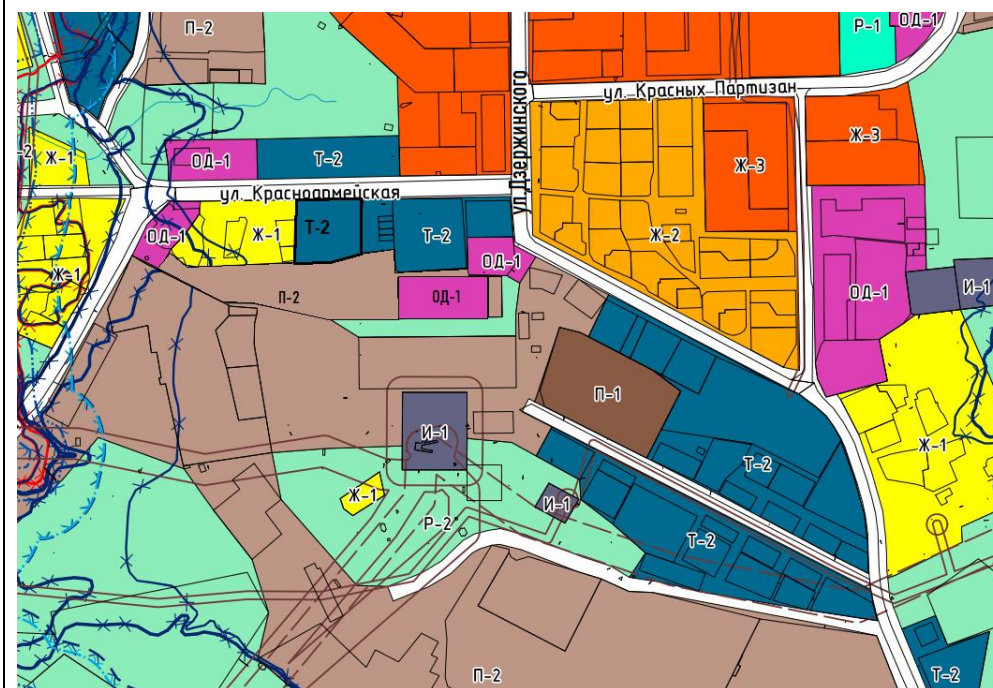 П-2
Р-1
ОД-1
ул. Красных Партизан
ул. Дзержинского
Ж-3
Ж-3
-2
Ж-1
ОД-1
Т-2
ул. Красноармейская
Ж-1
ОД-1
Ж-1
Т-2
Т-2
ОД-1
Ж-2
П-2
ОД-1
ОД-1
И-1
П-1
И-1
Ж-1
Ж-1
Т-2
И-1
Р-2
Т-2
П-2
Т-2